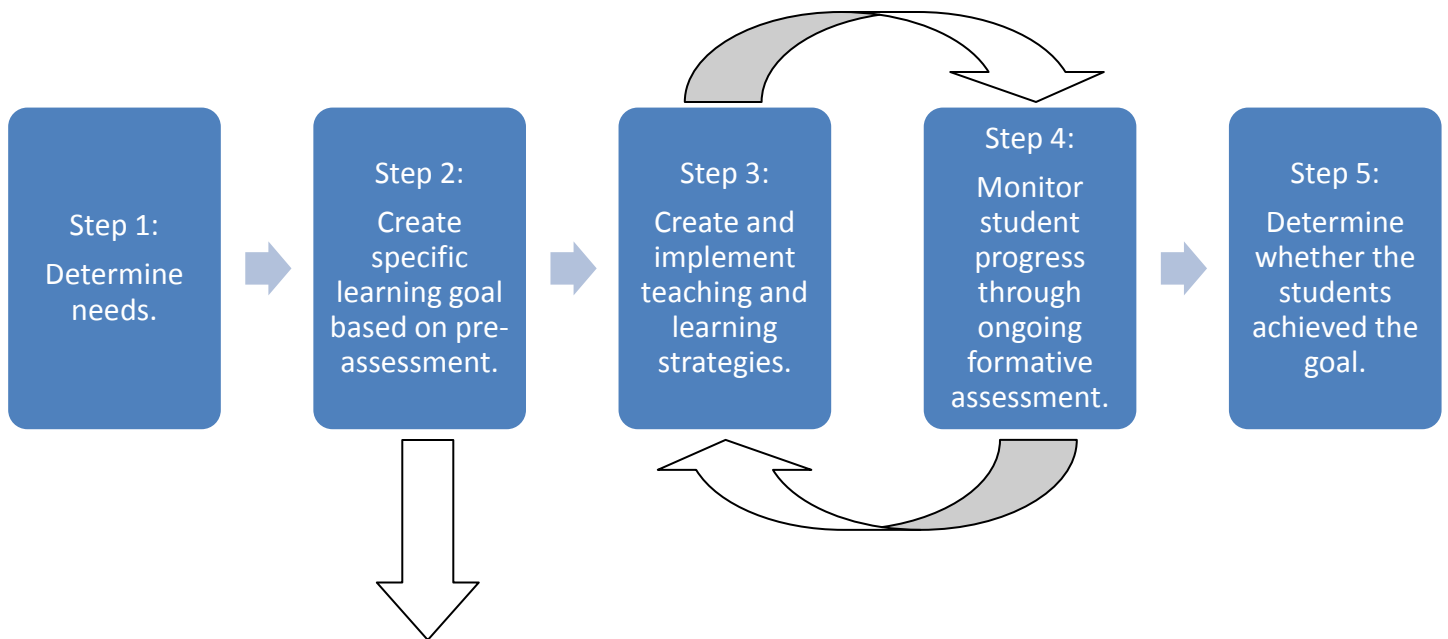 Step 1:
Determine
needs.
Step 2:
Create
specific
learning goal
based on pre-
assessment.
Step 3:
Create and
implement
teaching and
learning
strategies.
Step 4:
Monitor
student
progress
through
ongoing
formative
assessment.
Step 5:
Determine
whether the
students
achieved the
goal.